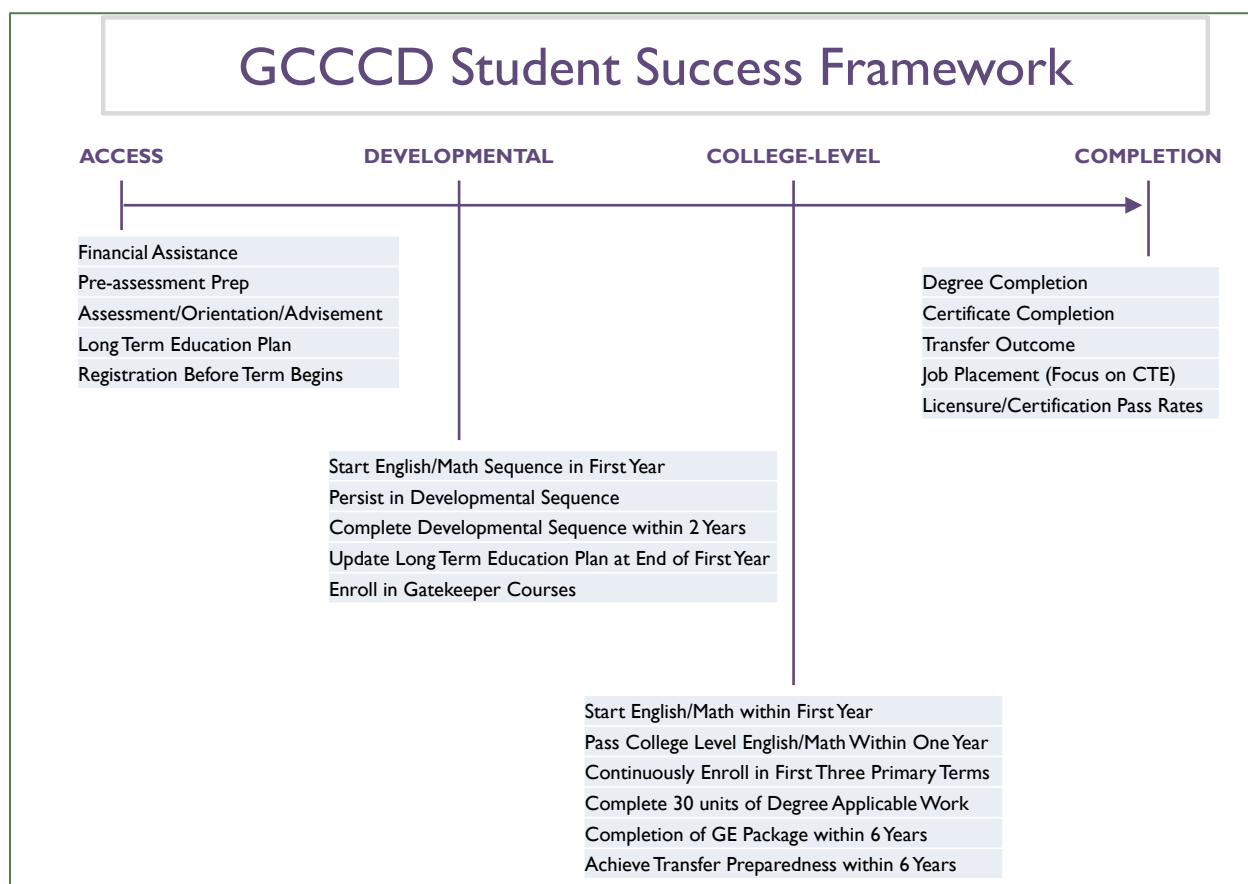 GCCCD Student Success Framework
ACCESS
DEVELOPMENTAL
COLLEGE-LEVEL
COMPLETION
Financial Assistance
Pre-assessment Prep
Assessment/Orientation/Advisement
Long Term Education Plan
Registration Before Term Begins
Degree Completion
Certificate Completion
Transfer Outcome
Job Placement (Focus on CTE)
Licensure/Certification Pass Rates
Start English/Math Sequence in First Year
Persist in Developmental Sequence
Complete Developmental Sequence within 2 Years
Update Long Term Education Plan at End of First Year
Enroll in Gatekeeper Courses
Start English/Math within First Year
Pass College Level English/Math Within One Year
Continuously Enroll in First Three Primary Terms
Complete 30 units of Degree Applicable Work
Completion of GE Package within 6 Years
Achieve Transfer Preparedness within 6 Years